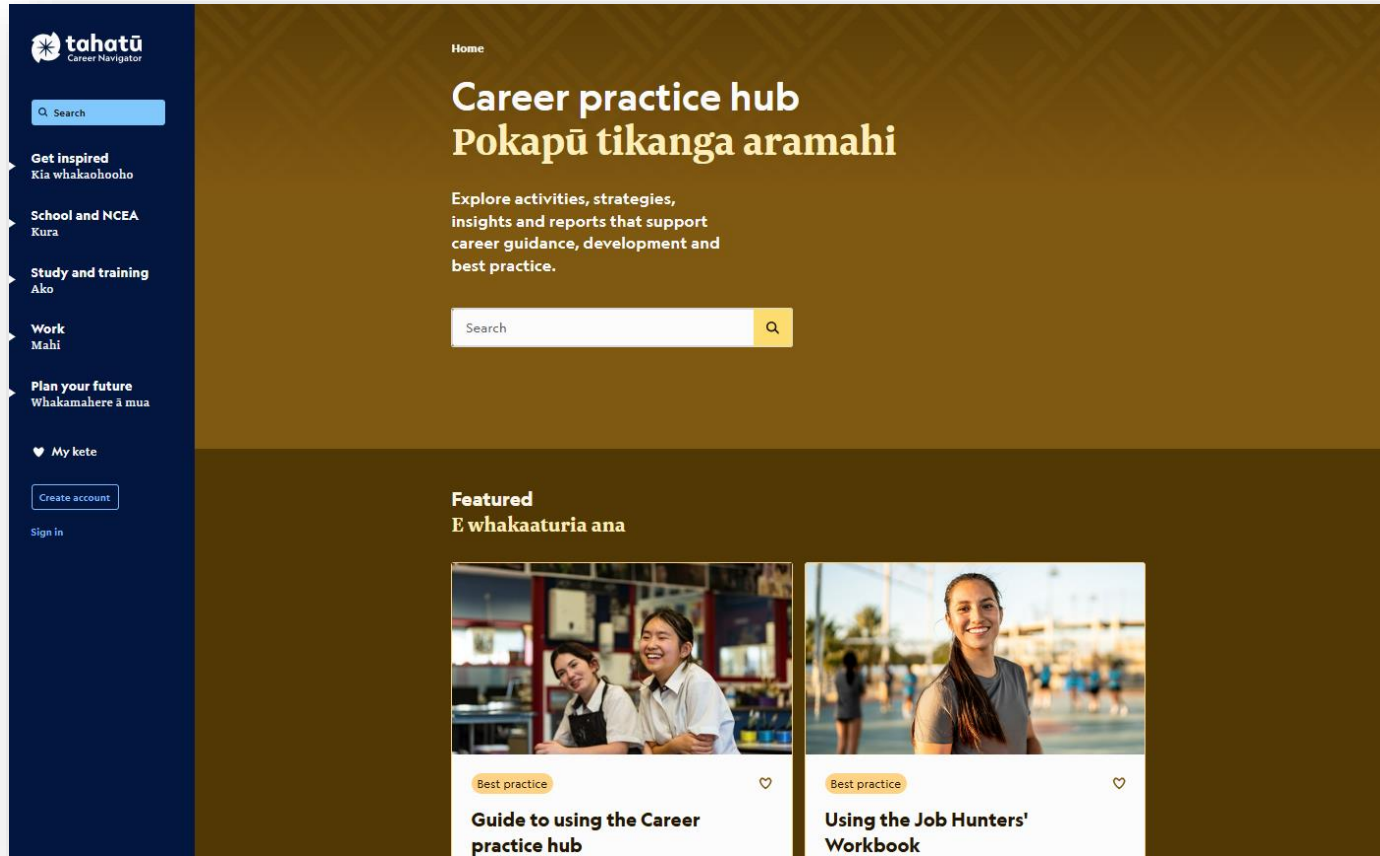 tahatū
Career Navigator
Search
Get inspired
Kia whakaohooho
School and NCEA
Kura
Study and training
Ako
Work
Mahi
Plan your future
Whakamahere ā mua
My kete
Create account
Sign in
Home
Career practice hub
Pokapū tikanga aramahi
Explore activities, strategies,
insights and reports that support
career guidance, development and
best practice.
Search
Featured
E whakaaturia ana
Best practice
Guide to using the Career
practice hub
Best practice
Using the Job Hunters'
Workbook